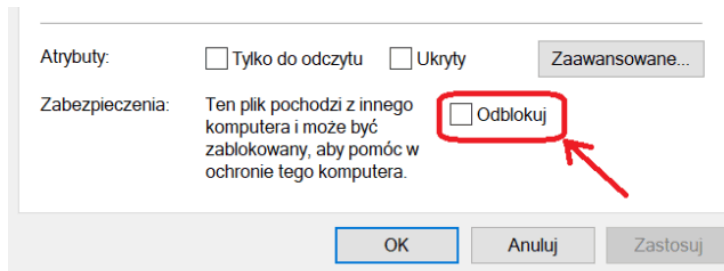 Atrybuty: Tylko do odczytu Ukryty Zaawansowane...
Zabezpieczenia: Ten plik pochodzi z innego
komputera i może być
zablokowany, aby pomóc w
ochronie tego komputera.
Odblokuj
OK Anuluj Zastosuj